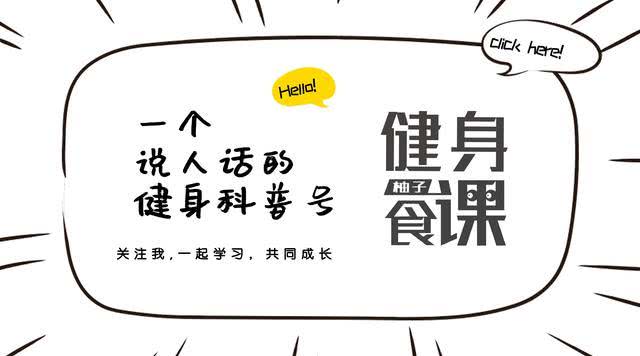 click here!
Hello!
一个
说人话的
健身科普号
关注我,一起学习，共同成长
健身
柚子
食课